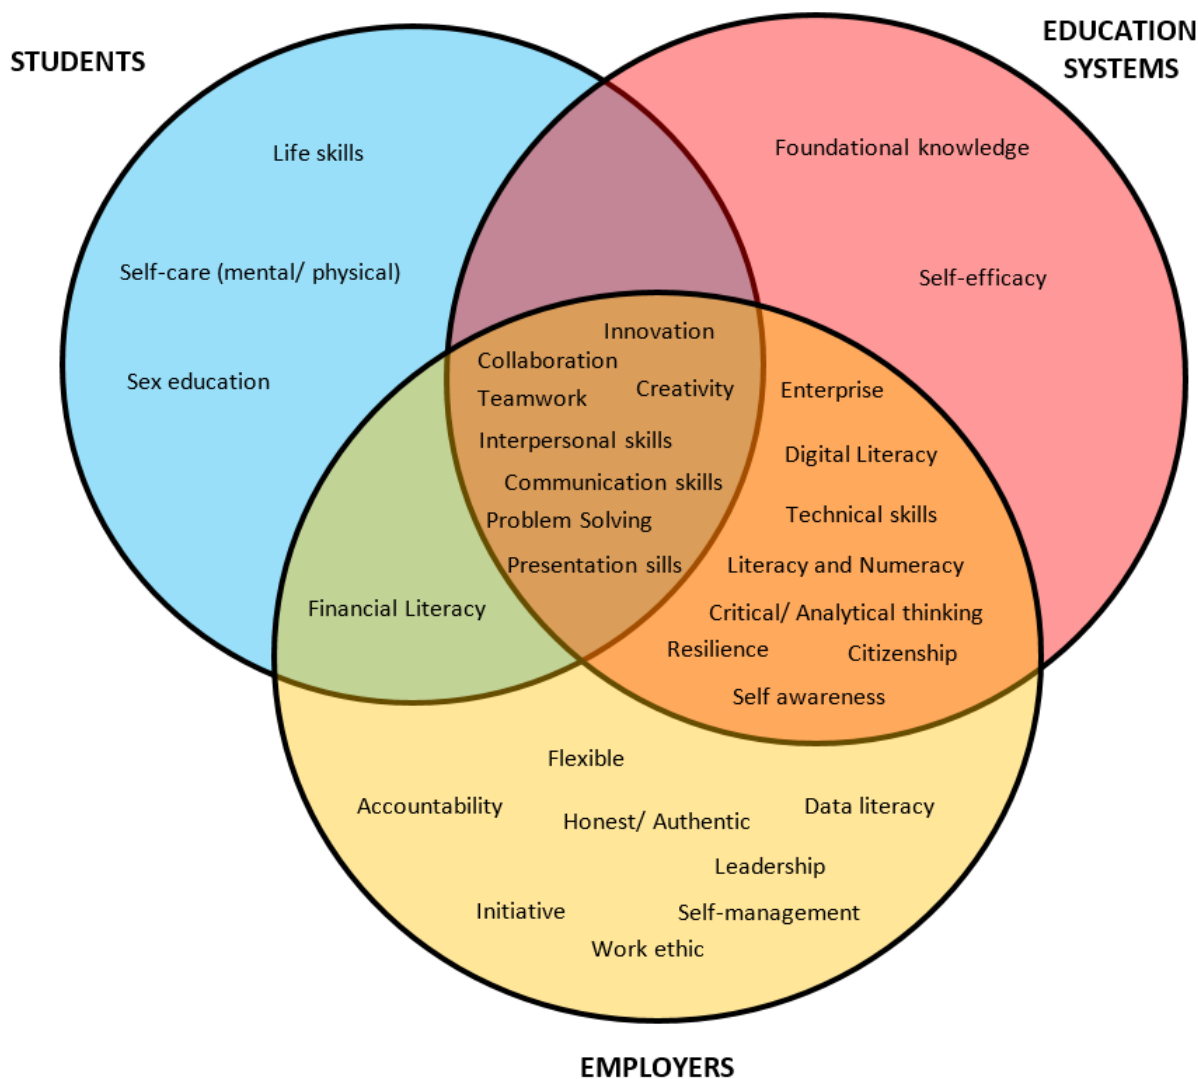 STUDENTS
EDUCATION
SYSTEMS
Life skills
Foundational knowledge
Self-care (mental/ physical)
Self-efficacy
Sex education
Innovation
Collaboration
Creativity
Teamwork
Interpersonal skills
Communication skills
Problem Solving
Presentation sills
Enterprise
Digital Literacy
Technical skills
Literacy and Numeracy
Critical/ Analytical thinking
Resilience
Citizenship
Self awareness
Financial Literacy
Flexible
Accountability
Honest/ Authentic
Data literacy
Leadership
Initiative
Self-management
Work ethic
EMPLOYERS